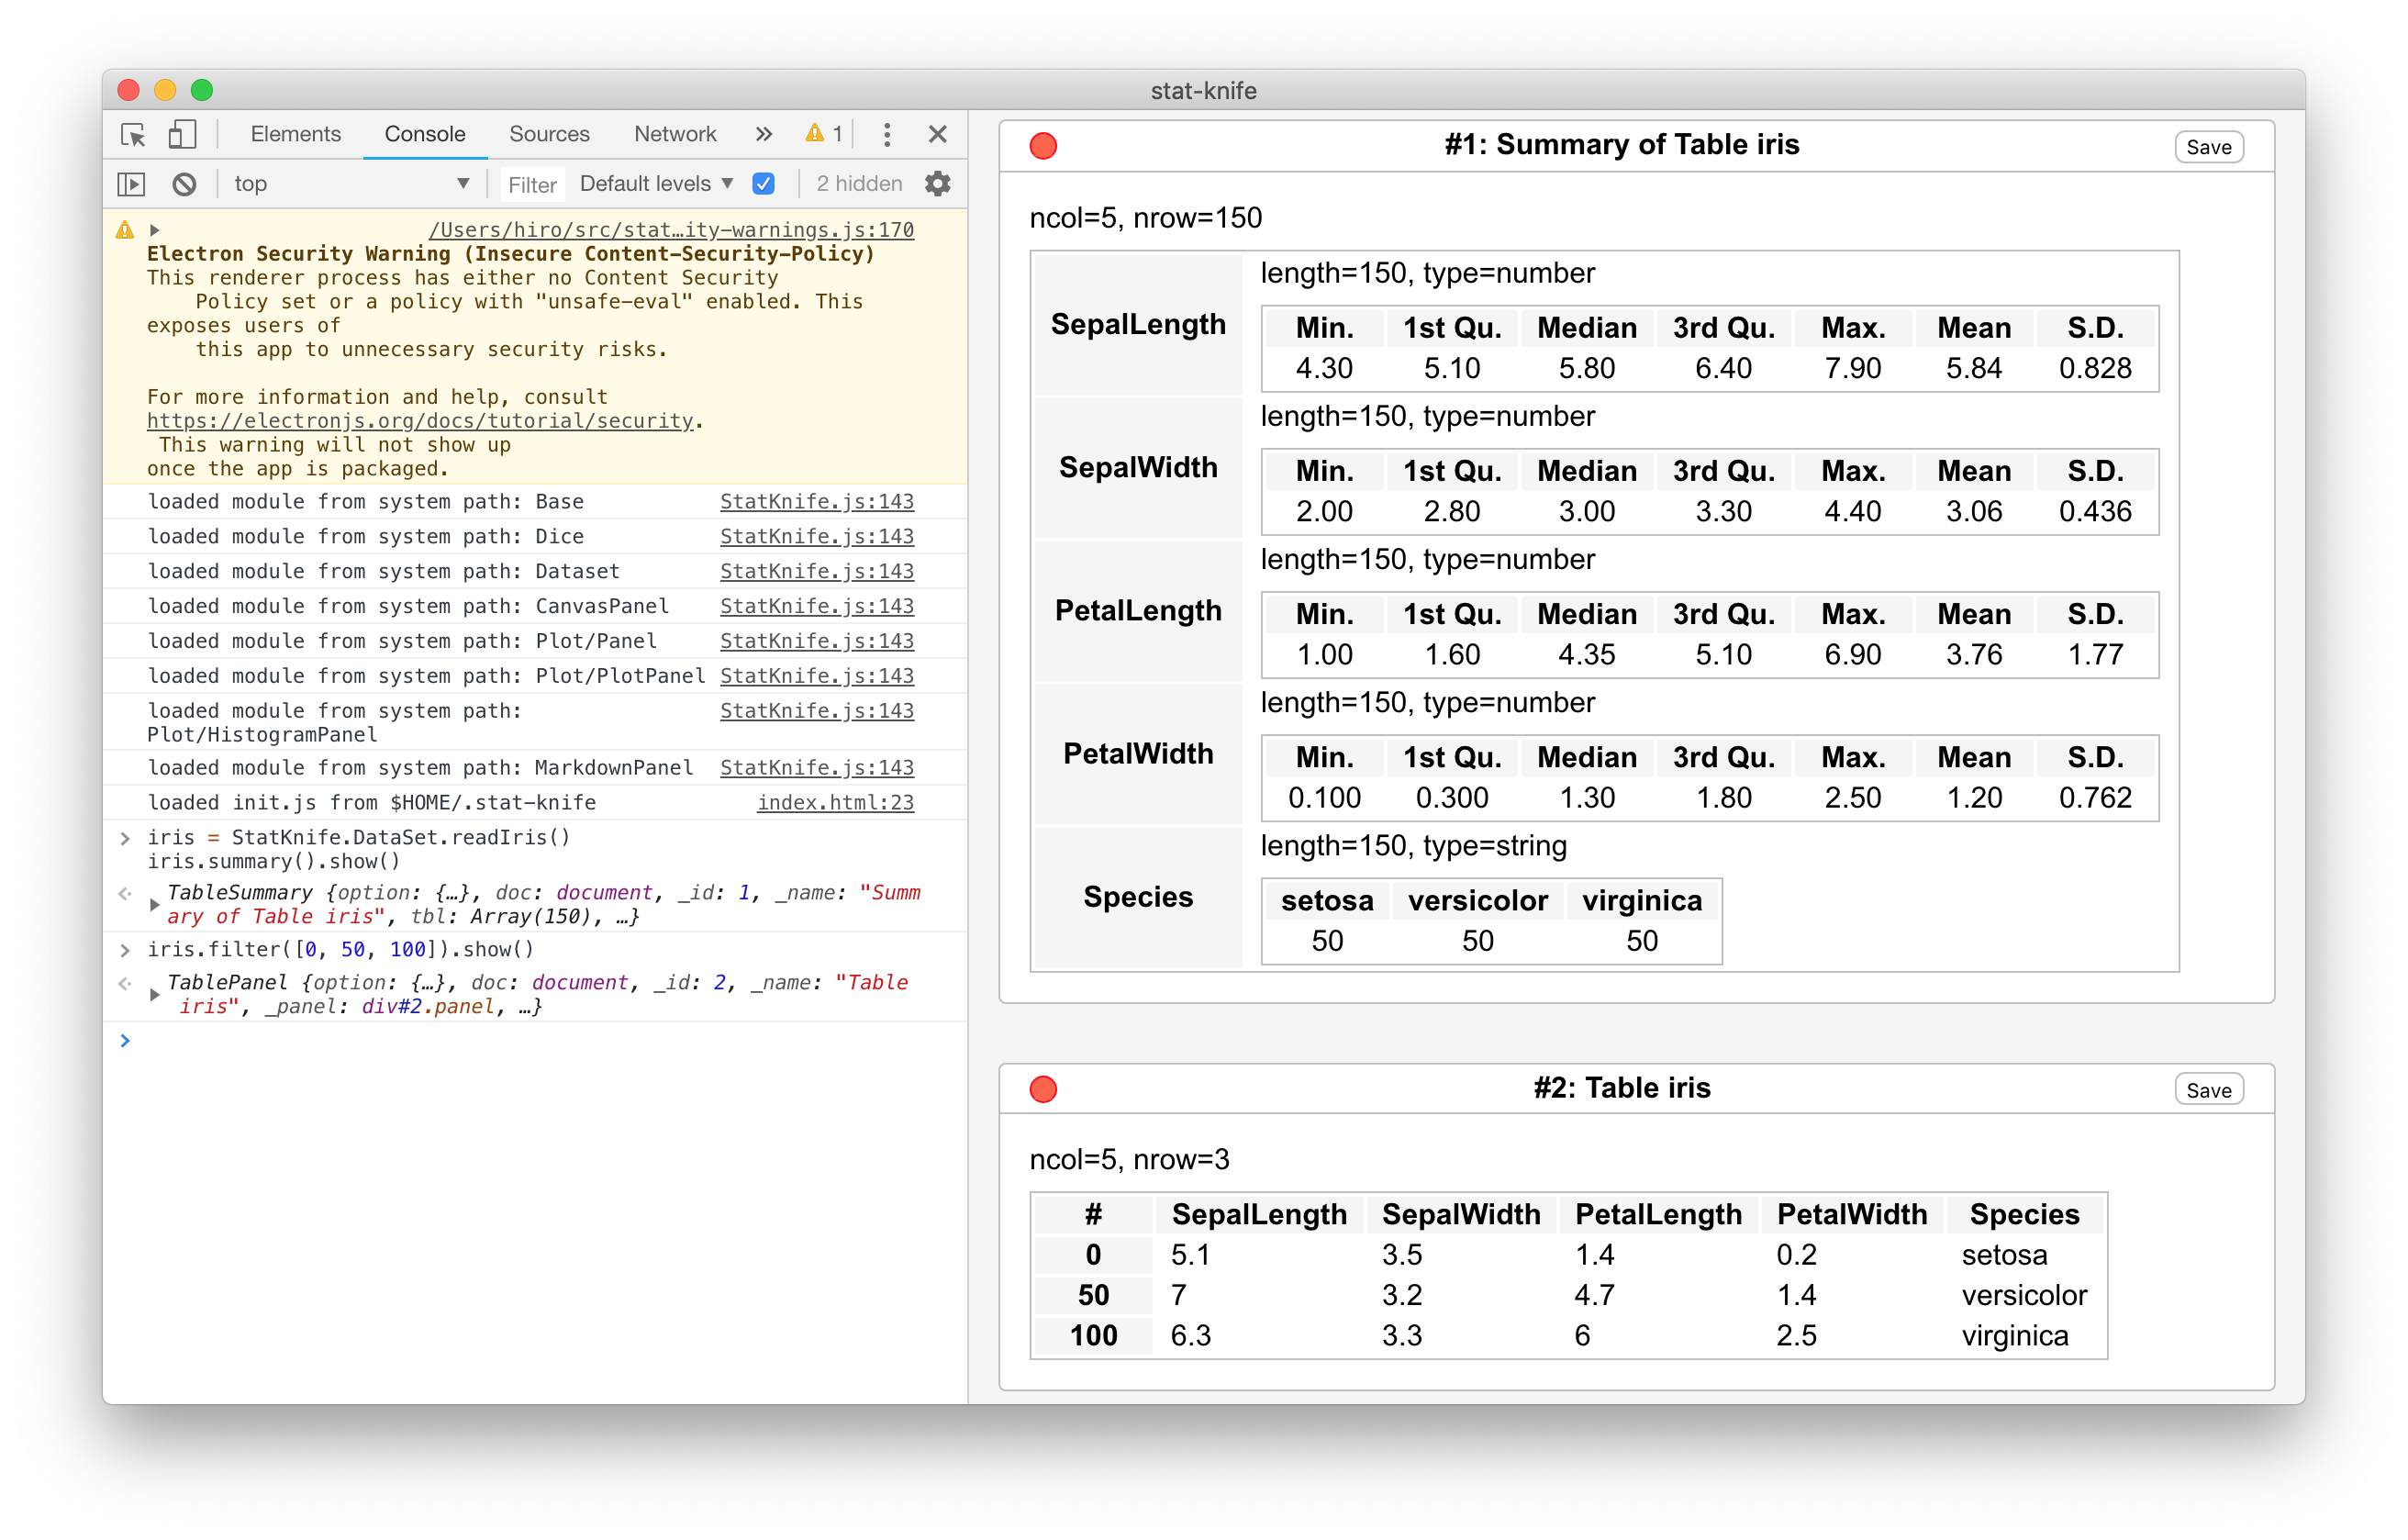 stat-knife
Elements Console Sources Network » 1
top ▼ Filter Default levels ▼ 2 hidden
/Users/hiro/src/stat…ity-warnings.js:170
Electron Security Warning (Insecure Content-Security-Policy)
This renderer process has either no Content Security
Policy set or a policy with "unsafe-eval" enabled. This
exposes users of
this app to unnecessary security risks.
For more information and help, consult
https://electronjs.org/docs/tutorial/security.
This warning will not show up
once the app is packaged.
loaded module from system path: Base StatKnife.js:143
loaded module from system path: Dice StatKnife.js:143
loaded module from system path: Dataset StatKnife.js:143
loaded module from system path: CanvasPanel StatKnife.js:143
loaded module from system path: Plot/Panel StatKnife.js:143
loaded module from system path: Plot/PlotPanel StatKnife.js:143
loaded module from system path: StatKnife.js:143
Plot/HistogramPanel
loaded module from system path: MarkdownPanel StatKnife.js:143
loaded init.js from $HOME/.stat-knife index.html:23
> iris = StatKnife.DataSet.readIris()
iris.summary().show()
TableSummary {option: {…}, doc: document, _id: 1, _name: "Summ
ary of Table iris", tbl: Array(150), …}
> iris.filter([0, 50, 100]).show()
TablePanel {option: {…}, doc: document, _id: 2, _name: "Table
iris", _panel: div#2.panel, …}
>
#1: Summary of Table iris Save
ncol=5, nrow=150
SepalLength
length=150, type=number
Min. 1st Qu. Median 3rd Qu. Max. Mean S.D.
4.30 5.10 5.80 6.40 7.90 5.84 0.828
SepalWidth
length=150, type=number
Min. 1st Qu. Median 3rd Qu. Max. Mean S.D.
2.00 2.80 3.00 3.30 4.40 3.06 0.436
PetalLength
length=150, type=number
Min. 1st Qu. Median 3rd Qu. Max. Mean S.D.
1.00 1.60 4.35 5.10 6.90 3.76 1.77
PetalWidth
length=150, type=number
Min. 1st Qu. Median 3rd Qu. Max. Mean S.D.
0.100 0.300 1.30 1.80 2.50 1.20 0.762
Species
length=150, type=string
setosa versicolor virginica
50 50 50
#2: Table iris Save
ncol=5, nrow=3
# SepalLength SepalWidth PetalLength PetalWidth Species
0 5.1 3.5 1.4 0.2 setosa
50 7 3.2 4.7 1.4 versicolor
100 6.3 3.3 6 2.5 virginica